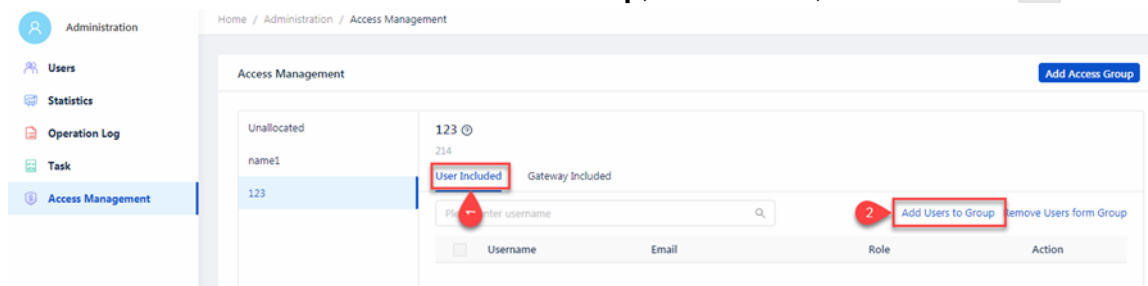 Administration
Home / Administration / Access Management
Users
Statistics
Operation Log
Task
Access Management
Access Management
Add Access Group
Unallocated
name1
123
123
214
User Included
Gateway Included
enter username
Add Users to Group
Remove Users form Group
Username
Email
Role
Action
1
2